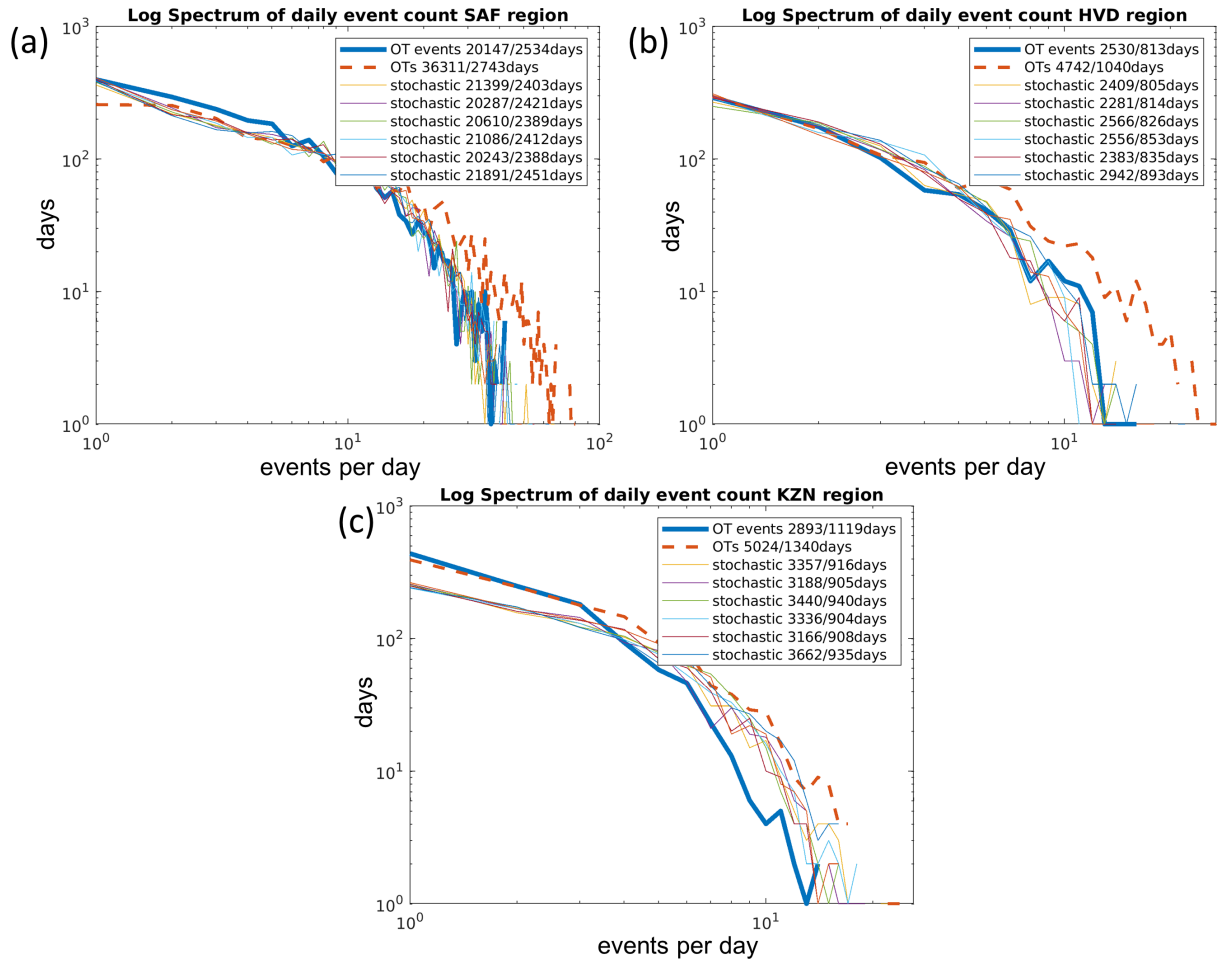 (a)
Log Spectrum of daily event count SAF region
10³
10²
10¹
10⁰
days
OT events 20147/2534days
OTs 36311/2743days
stochastic 21399/2403days
stochastic 20287/2421days
stochastic 20610/2389days
stochastic 21086/2412days
stochastic 20243/2388days
stochastic 21891/2451days
10⁰ 10¹ 10²
events per day
(b)
Log Spectrum of daily event count HVD region
10³
10²
10¹
10⁰
days
OT events 2530/813days
OTs 4742/1040days
stochastic 2409/805days
stochastic 2281/814days
stochastic 2566/826days
stochastic 2556/853days
stochastic 2383/835days
stochastic 2942/893days
10⁰ 10¹
events per day
(c)
Log Spectrum of daily event count KZN region
10³
10²
10¹
10⁰
days
OT events 2893/1119days
OTs 5024/1340days
stochastic 3357/916days
stochastic 3188/905days
stochastic 3440/940days
stochastic 3336/904days
stochastic 3166/908days
stochastic 3662/935days
10⁰ 10¹
events per day